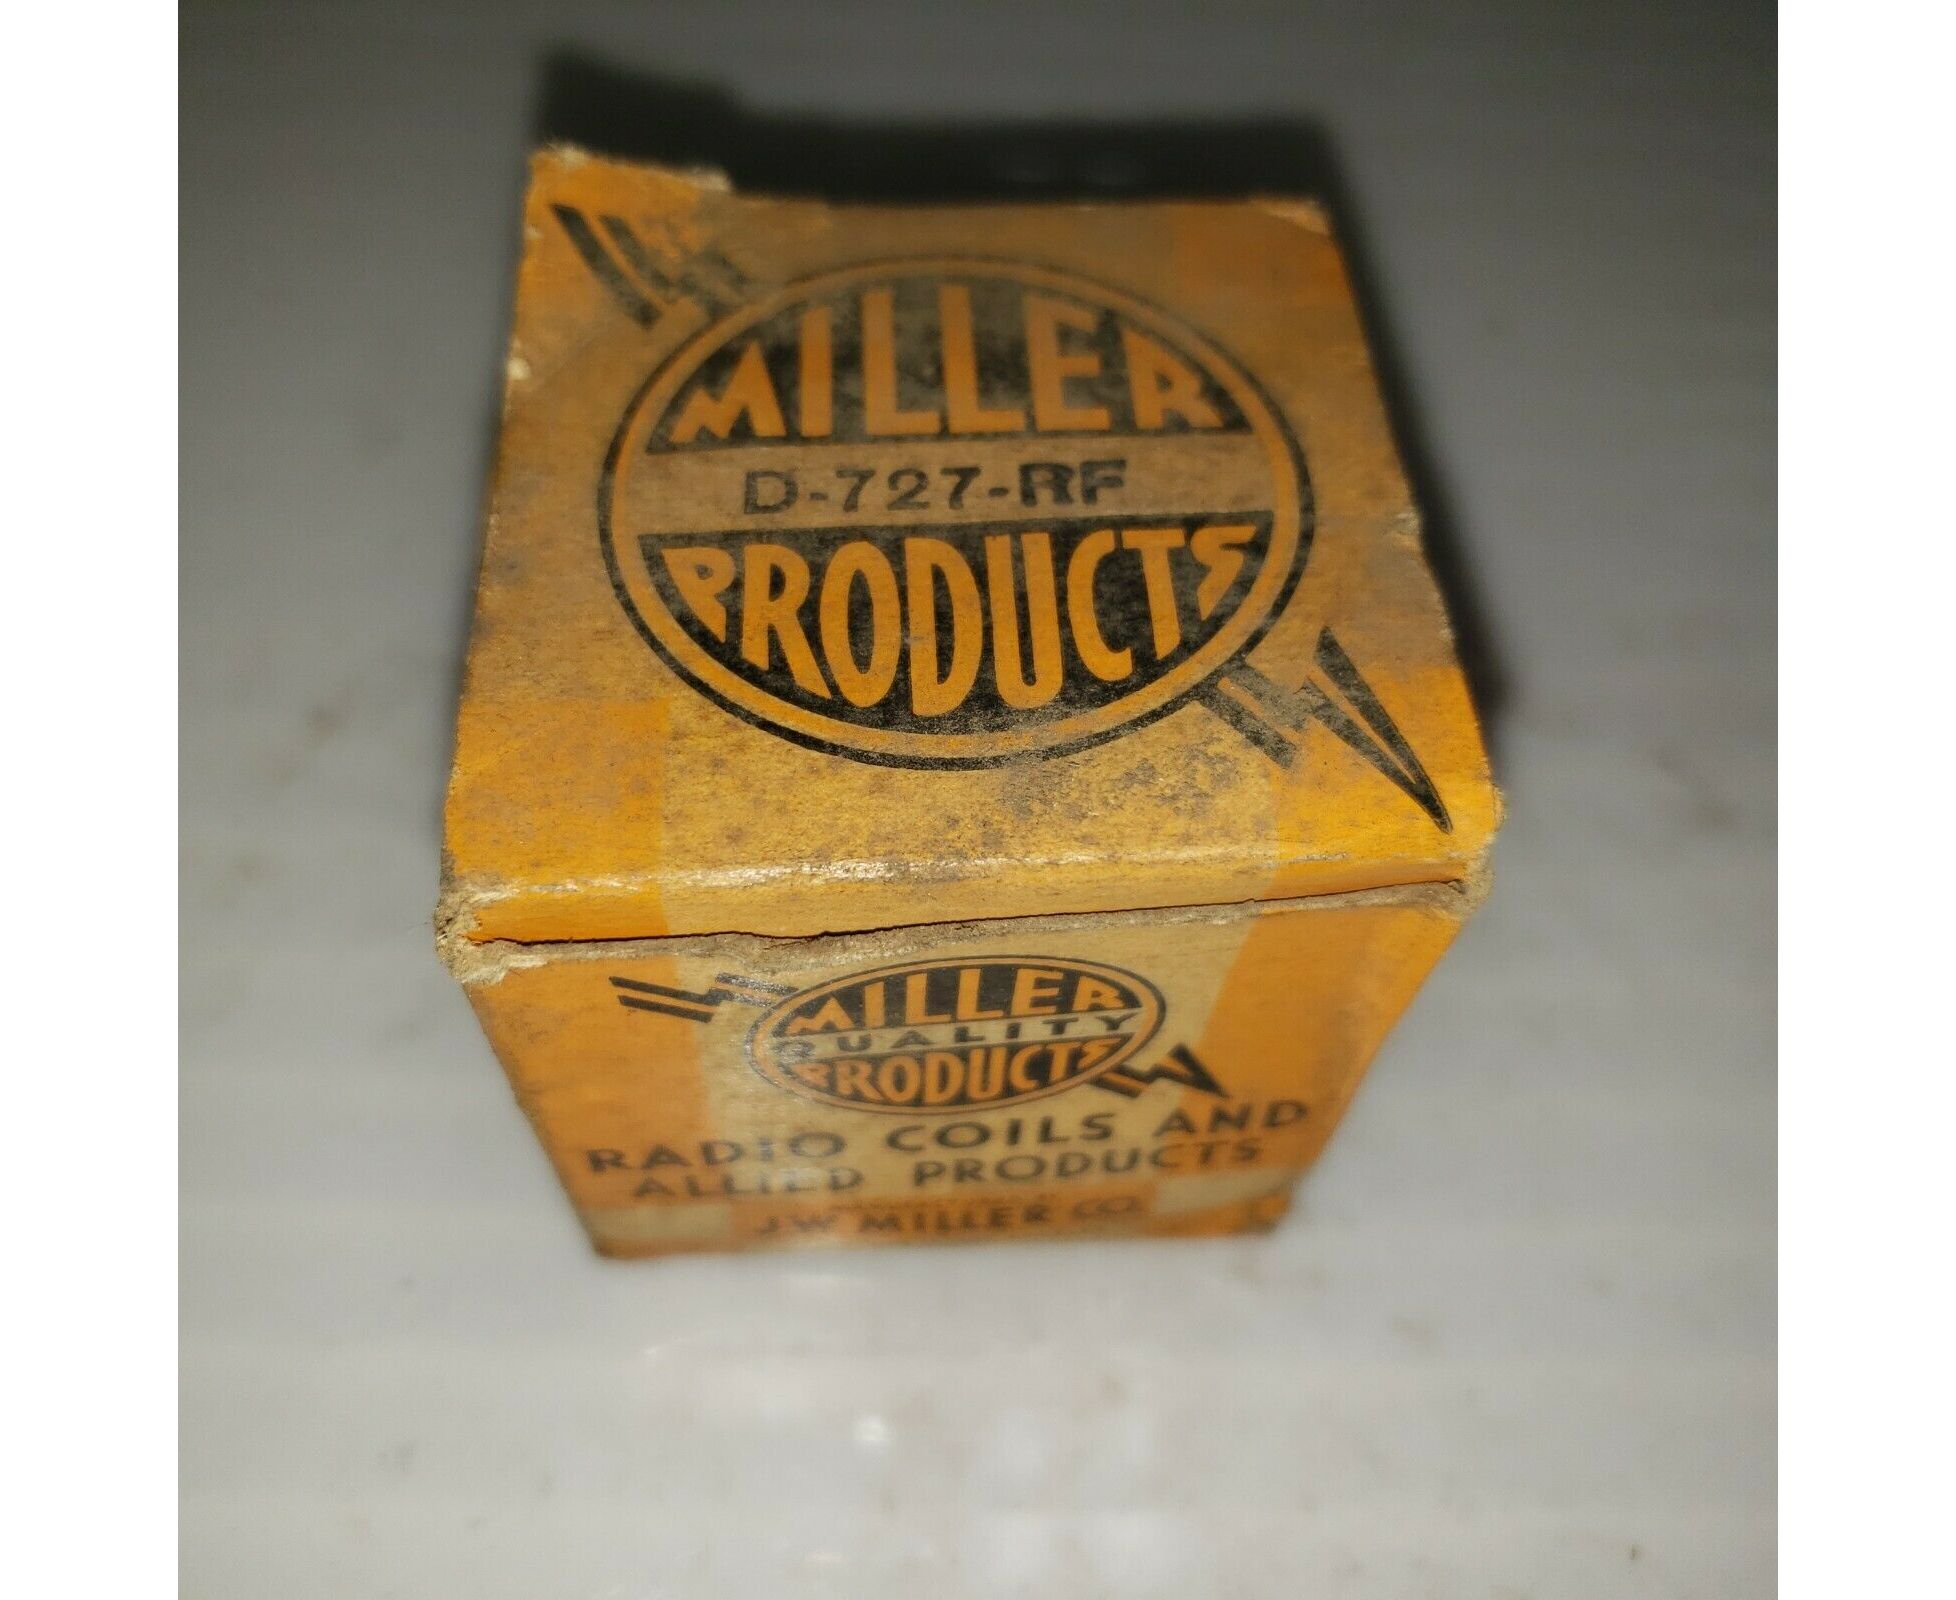 MILLER
D-727-RF
PRODUCTS
MILLER
QUALITY
PRODUCTS
RADIO COILS AND
ALLIED PRODUCTS
J.W. MILLER CO.